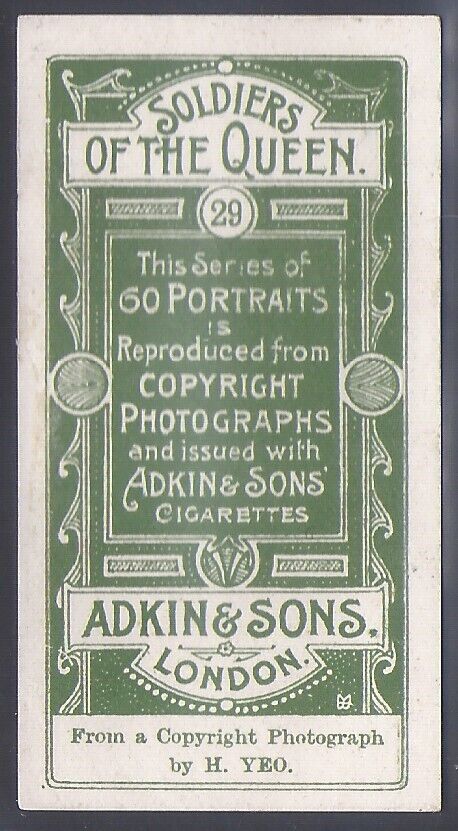 SOLDIERS
OF THE QUEEN.
29
This Series of
60 PORTRAITS
is
Reproduced from
COPYRIGHT
PHOTOGRAPHS
and issued with
ADKIN & SONS'
CIGARETTES
ADKIN & SONS.
LONDON.
From a Copyright Photograph
by H. YEO.